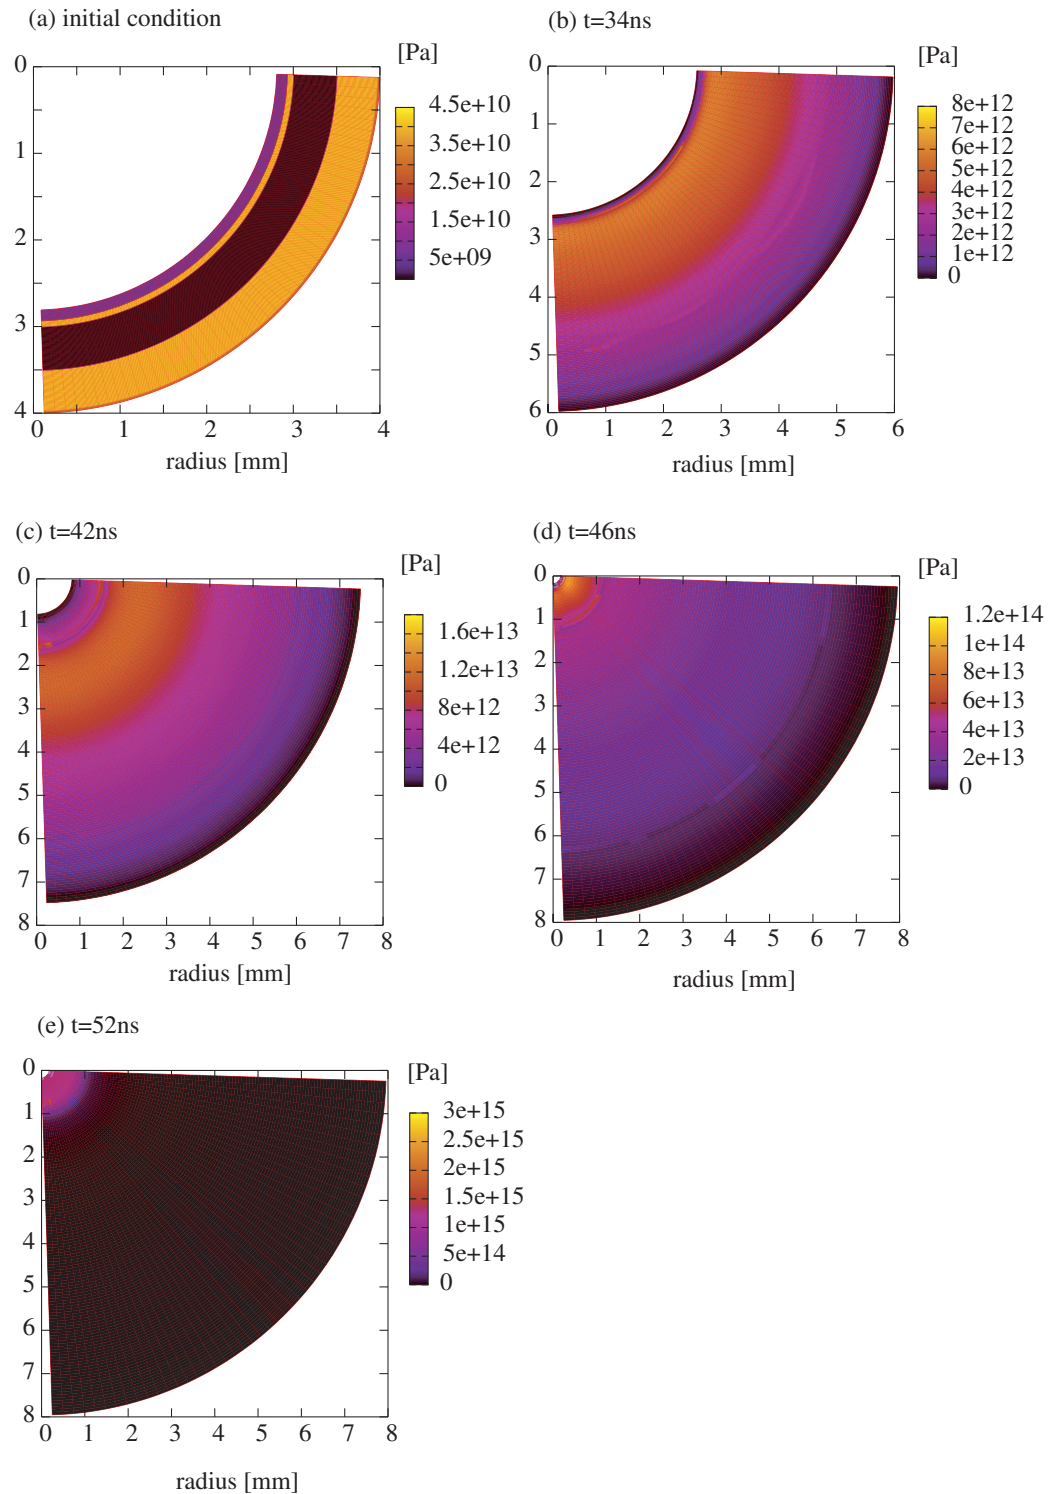 (a) initial condition
[Pa]
0
1
2
3
4
0
1
2
3
4
radius [mm]
4.5e+10
3.5e+10
2.5e+10
1.5e+10
5e+09
(b) t=34ns
[Pa]
0
1
2
3
4
5
6
0
1
2
3
4
5
6
radius [mm]
8e+12
7e+12
6e+12
5e+12
4e+12
3e+12
2e+12
1e+12
0
(c) t=42ns
[Pa]
0
1
2
3
4
5
6
7
8
0
1
2
3
4
5
6
7
8
radius [mm]
1.6e+13
1.2e+13
8e+12
4e+12
0
(d) t=46ns
[Pa]
0
1
2
3
4
5
6
7
8
0
1
2
3
4
5
6
7
8
radius [mm]
1.2e+14
1e+14
8e+13
6e+13
4e+13
2e+13
0
(e) t=52ns
[Pa]
0
1
2
3
4
5
6
7
8
0
1
2
3
4
5
6
7
8
radius [mm]
3e+15
2.5e+15
2e+15
1.5e+15
1e+15
5e+14
0